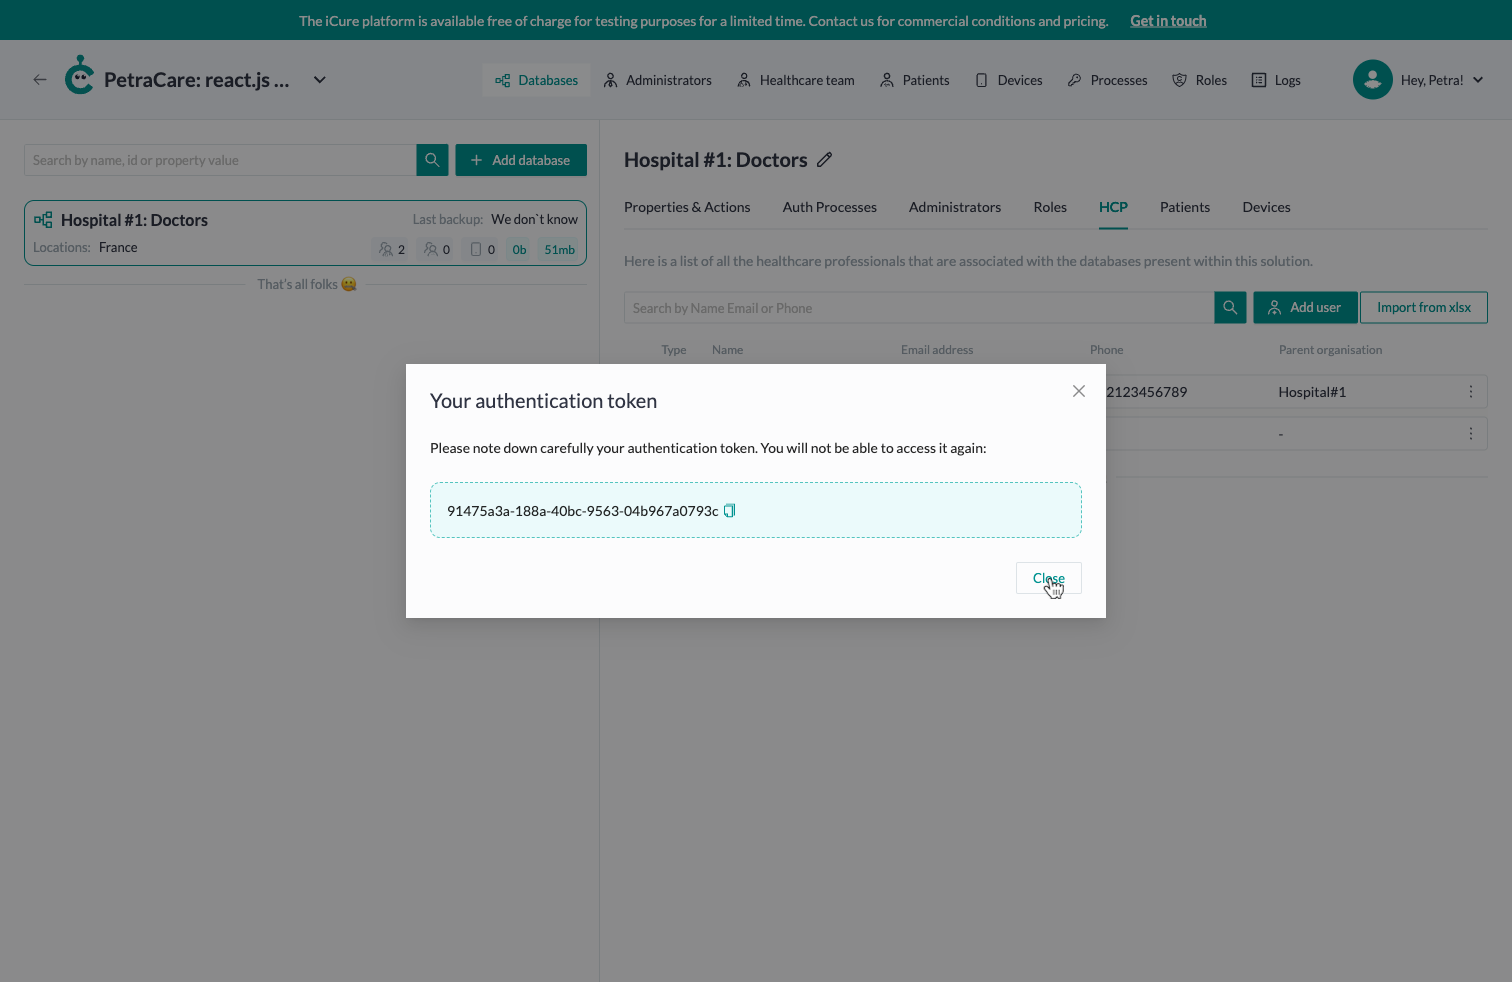 The iCure platform is available free of charge for testing purposes for a limited time. Contact us for commercial conditions and pricing. Get in touch
PetraCare: react.js ...
Databases
Administrators
Healthcare team
Patients
Devices
Processes
Roles
Logs
Hey, Petra!
Search by name, id or property value
Add database
Hospital #1: Doctors
Last backup: We don`t know
Locations: France
2
0
0
0b
51mb
That's all folks
Hospital #1: Doctors
Properties & Actions
Auth Processes
Administrators
Roles
HCP
Patients
Devices
Here is a list of all the healthcare professionals that are associated with the databases present within this solution.
Search by Name Email or Phone
Add user
Import from xlsx
Type
Name
Email address
Phone
Parent organisation
2123456789
Hospital#1
-
Your authentication token
Please note down carefully your authentication token. You will not be able to access it again:
91475a3a-188a-40bc-9563-04b967a0793c
Close